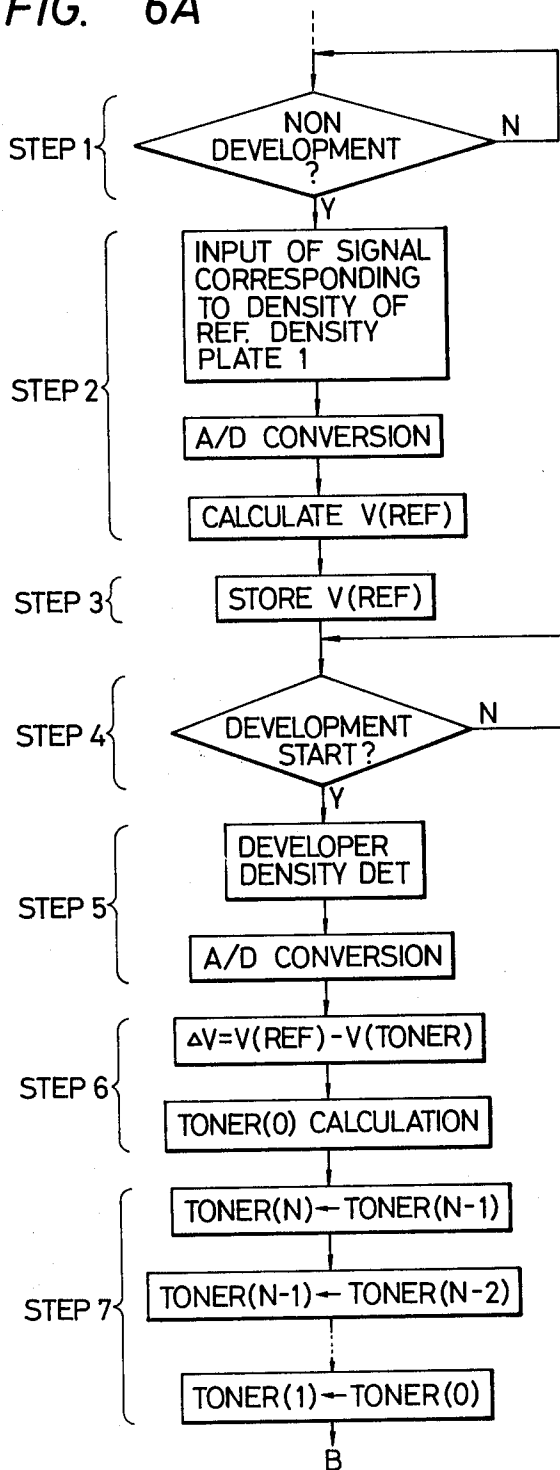 FIG. 6A
STEP 1
NON
DEVELOPMENT
?
N
Y
STEP 2
INPUT OF SIGNAL
CORRESPONDING
TO DENSITY OF
REF. DENSITY
PLATE 1
A/D CONVERSION
CALCULATE V(REF)
STEP 3
STORE V(REF)
STEP 4
DEVELOPMENT
START?
N
Y
STEP 5
DEVELOPER
DENSITY DET
A/D CONVERSION
STEP 6
ΔV=V(REF)-V(TONER)
TONER(0) CALCULATION
STEP 7
TONER(N)←TONER(N-1)
TONER(N-1)←TONER(N-2)
TONER(1)←TONER(0)
B